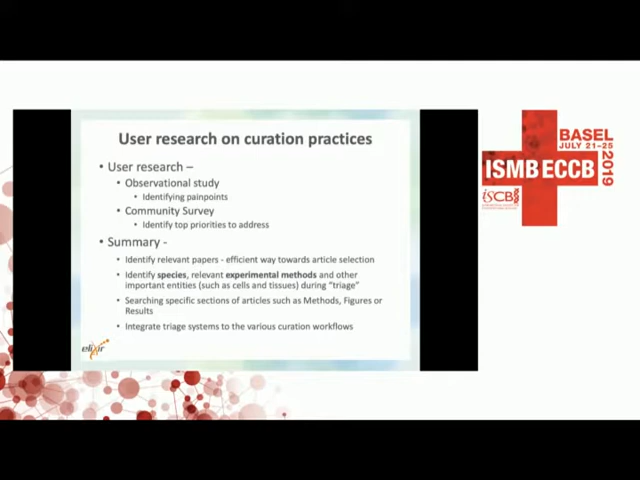 User research on curation practices
• User research –
• Observational study
• Identifying painpoints
• Community Survey
• Identify top priorities to address
• Summary -
• Identify relevant papers - efficient way towards article selection
• Identify species, relevant experimental methods and other
important entities (such as cells and tissues) during "triage"
• Searching specific sections of articles such as Methods, Figures or
Results
• Integrate triage systems to the various curation workflows
elixir
BASEL
JULY 21–25
2019
ISMB ECCB
iSCB